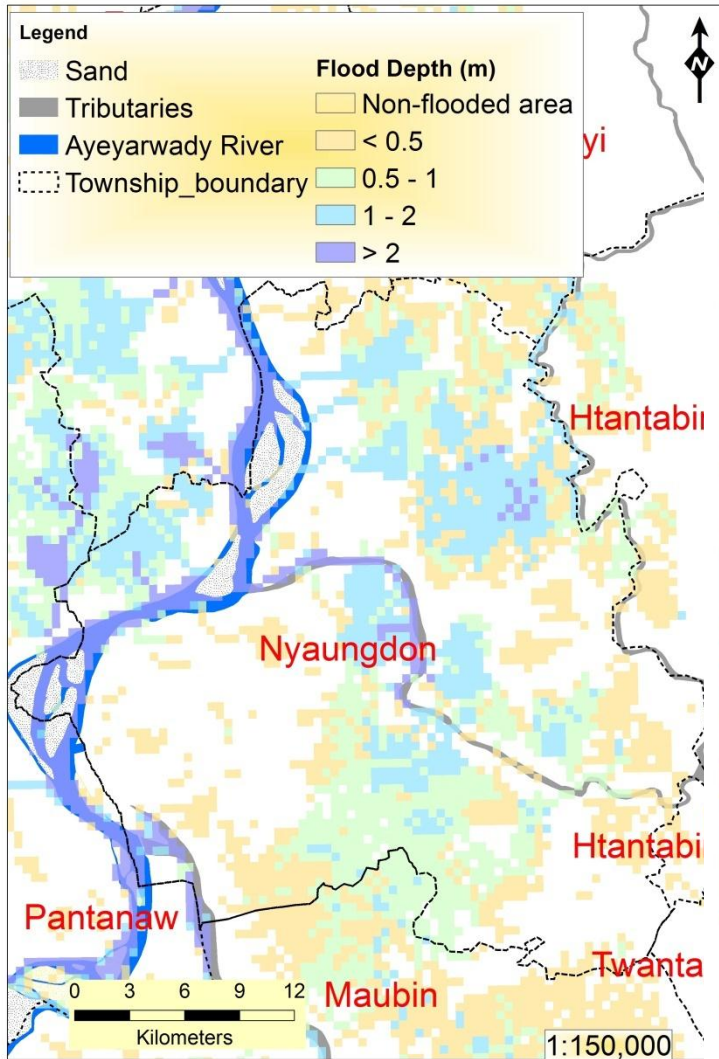 Legend
Sand
Tributaries
Ayeyarwady River
Township_boundary
Flood Depth (m)
Non-flooded area
< 0.5
0.5 - 1
1 - 2
> 2
N
yi
Htantabin
Nyaungdon
Htantabi
Pantanaw
Twanta
Maubin
0 3 6 9 12
Kilometers
1:150,000